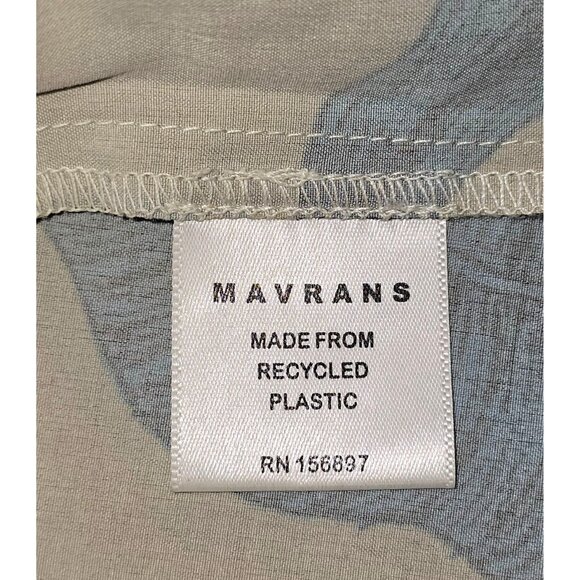 MAVRANS
MADE FROM
RECYCLED
PLASTIC
RN 156897